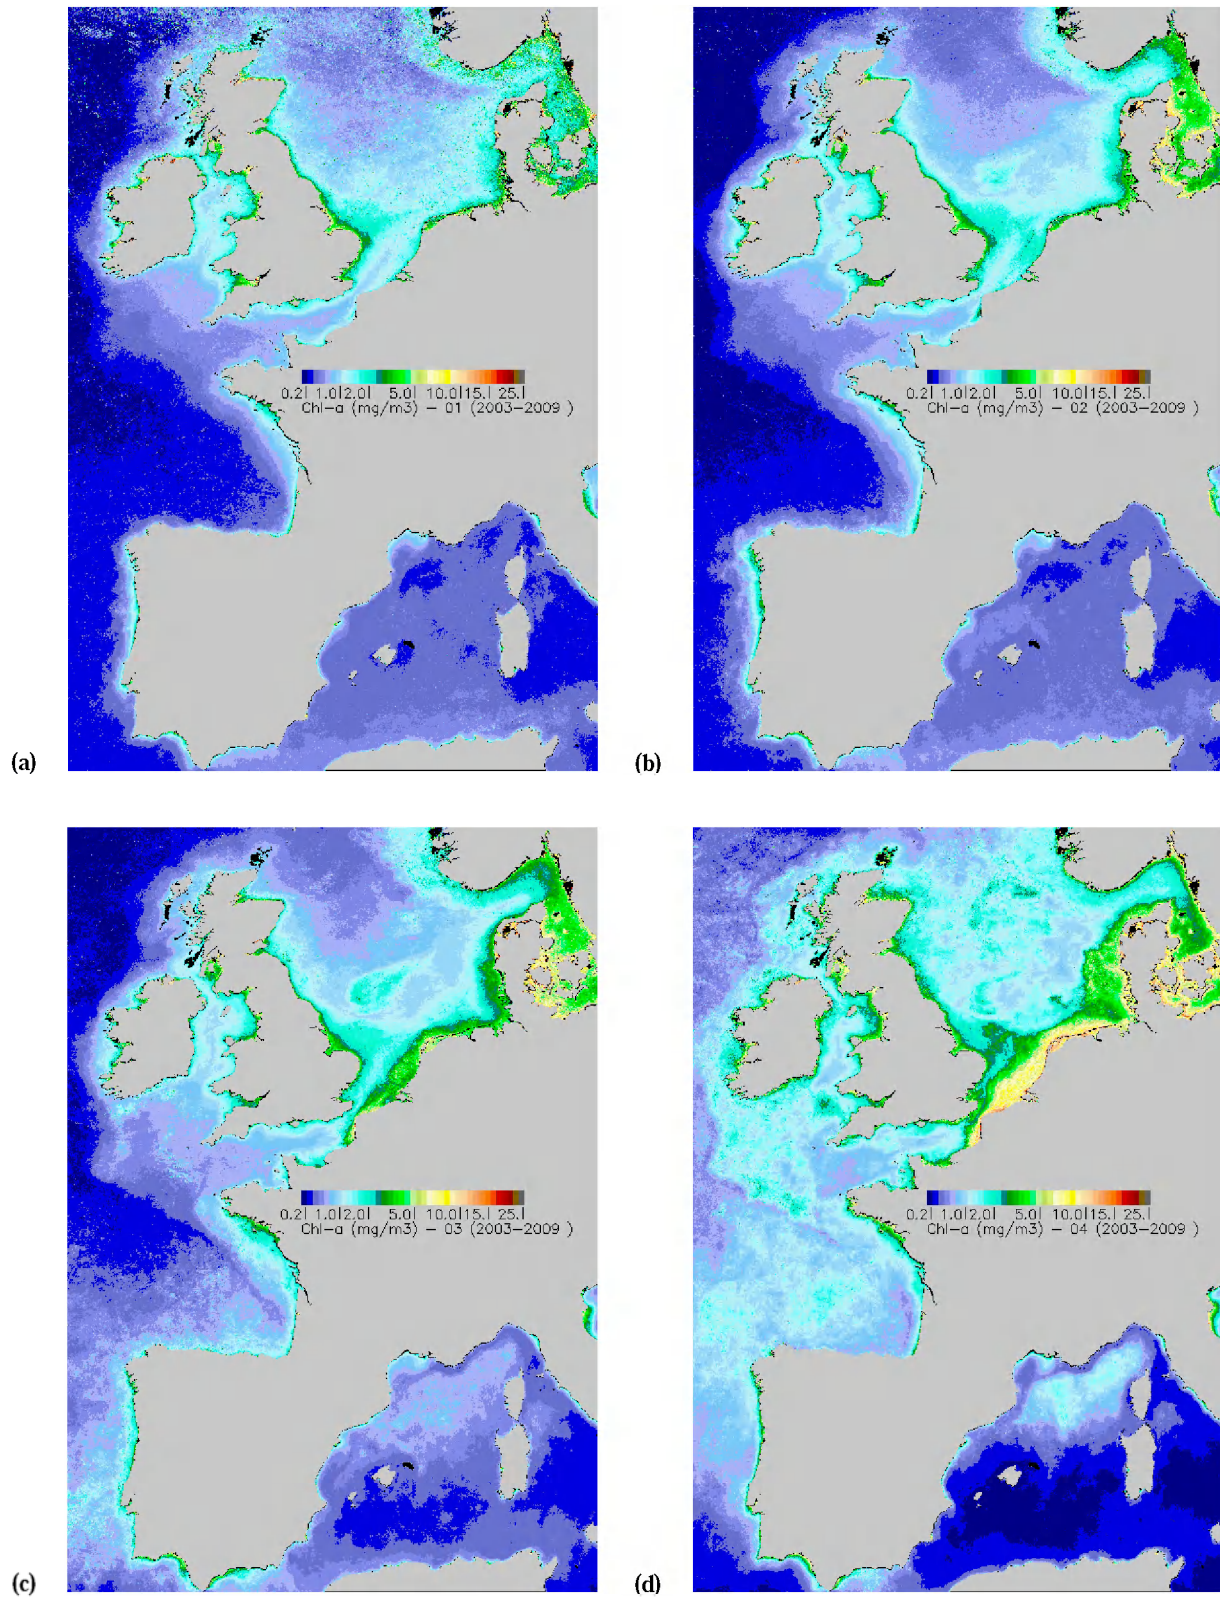 0.2 1.0 2.0 5.0 10.0 15. 25.
Chl-a (mg/m3) - 01 (2003-2009 )
(a)
0.2 1.0 2.0 5.0 10.0 15. 25.
Chl-a (mg/m3) - 02 (2003-2009 )
(b)
0.2 1.0 2.0 5.0 10.0 15. 25.
Chl-a (mg/m3) - 03 (2003-2009 )
(c)
0.2 1.0 2.0 5.0 10.0 15. 25.
Chl-a (mg/m3) - 04 (2003-2009 )
(d)